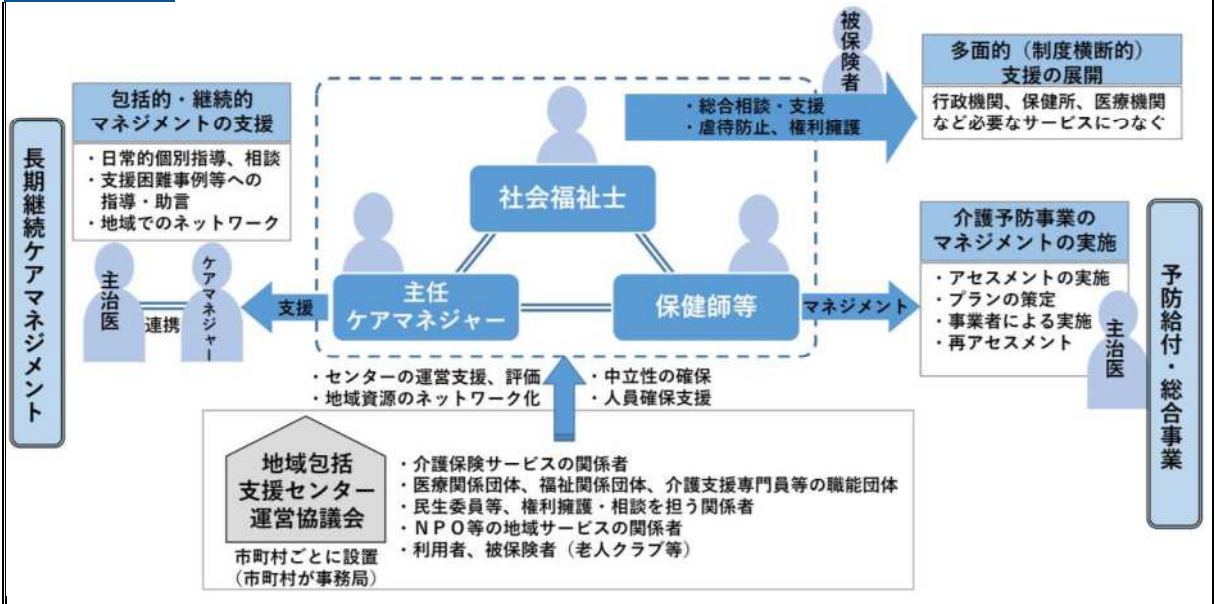 被保険者
多面的（制度横断的）
支援の展開
行政機関、保健所、医療機関
など必要なサービスにつなぐ
・総合相談・支援
・虐待防止、権利擁護
包括的・継続的
マネジメントの支援
・日常的個別指導、相談
・支援困難事例等への
指導・助言
・地域でのネットワーク
長期継続ケアマネジメント
社会福祉士
主任
ケアマネジャー
保健師等
主治医
連携
ケアマネジャー
支援
マネジメント
介護予防事業の
マネジメントの実施
・アセスメントの実施
・プランの策定
・事業者による実施
・再アセスメント
主治医
予防給付・総合事業
・センターの運営支援、評価
・地域資源のネットワーク化
・中立性の確保
・人員確保支援
地域包括
支援センター
運営協議会
市町村ごとに設置
（市町村が事務局）
・介護保険サービスの関係者
・医療関係団体、福祉関係団体、介護支援専門員等の職能団体
・民生委員等、権利擁護・相談を担う関係者
・ＮＰＯ等の地域サービスの関係者
・利用者、被保険者（老人クラブ等）